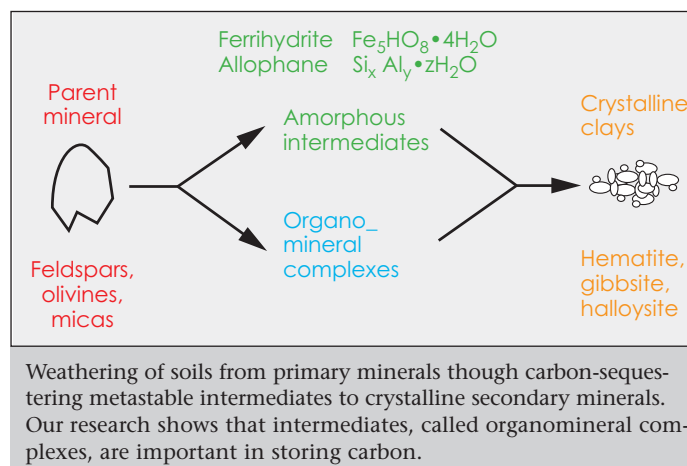 Ferrihydrite Fe₅HO₈•4H₂O
Allophane Siₓ Alᵧ•zH₂O
Parent
mineral
Feldspars,
olivines,
micas
Amorphous
intermediates
Organo_
mineral
complexes
Crystalline
clays
Hematite,
gibbsite,
halloysite
Weathering of soils from primary minerals though carbon-seques-
tering metastable intermediates to crystalline secondary minerals.
Our research shows that intermediates, called organomineral com-
plexes, are important in storing carbon.